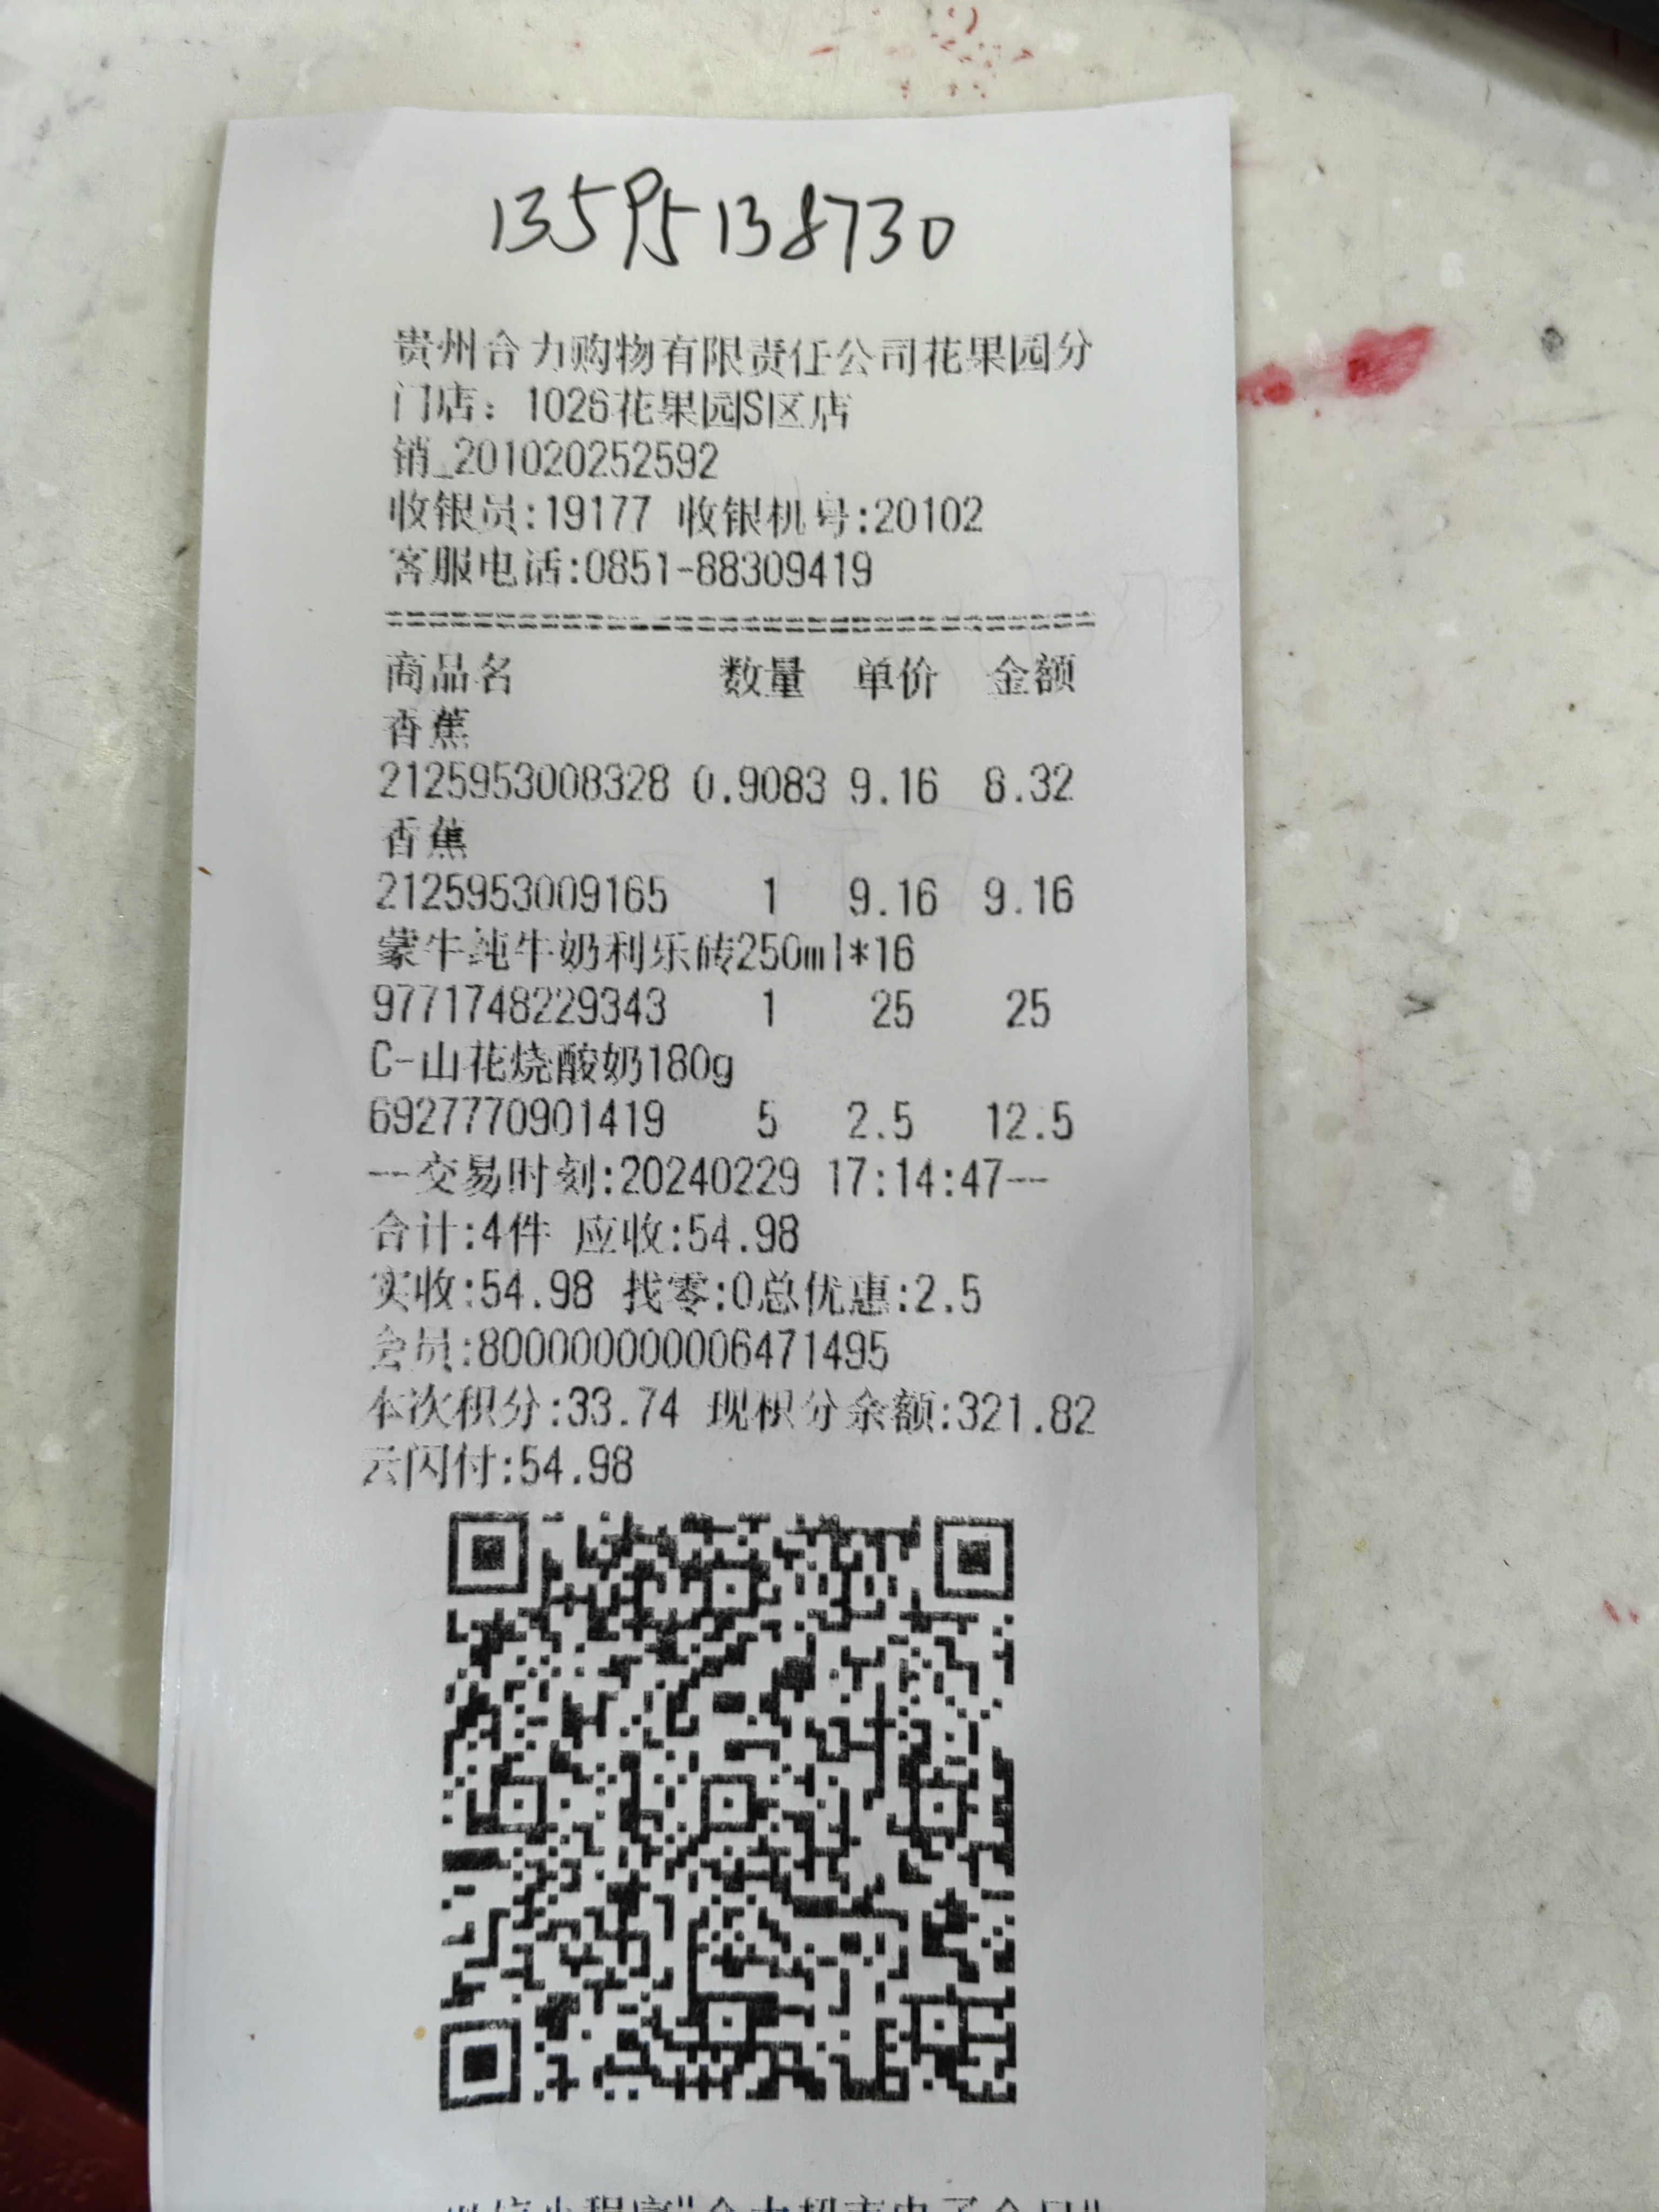 13595138730
贵州合力购物有限责任公司花果园分
门店：1026花果园S区店
销_201020252592
收银员:19177 收银机号:20102
客服电话:0851-88309419
=================================
商品名 数量 单价 金额
香蕉
2125953008328 0.9083 9.16 8.32
香蕉
2125953009165 1 9.16 9.16
蒙牛纯牛奶利乐砖250ml*16
9771748229343 1 25 25
C-山花烧酸奶180g
6927770901419 5 2.5 12.5
--交易时刻:20240229 17:14:47--
合计:4件 应收:54.98
实收:54.98 找零:0总优惠:2.5
会员:800000000006471495
本次积分:33.74 现积分余额:321.82
云闪付:54.98